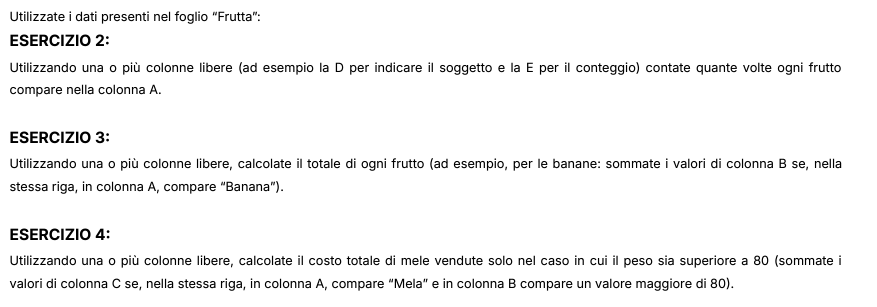 Utilizzate i dati presenti nel foglio “Frutta”:
ESERCIZIO 2:
Utilizzando una o più colonne libere (ad esempio la D per indicare il soggetto e la E per il conteggio) contate quante volte ogni frutto
compare nella colonna A.
ESERCIZIO 3:
Utilizzando una o più colonne libere, calcolate il totale di ogni frutto (ad esempio, per le banane: sommate i valori di colonna B se, nella
stessa riga, in colonna A, compare “Banana”).
ESERCIZIO 4:
Utilizzando una o più colonne libere, calcolate il costo totale di mele vendute solo nel caso in cui il peso sia superiore a 80 (sommate i
valori di colonna C se, nella stessa riga, in colonna A, compare “Mela” e in colonna B compare un valore maggiore di 80).